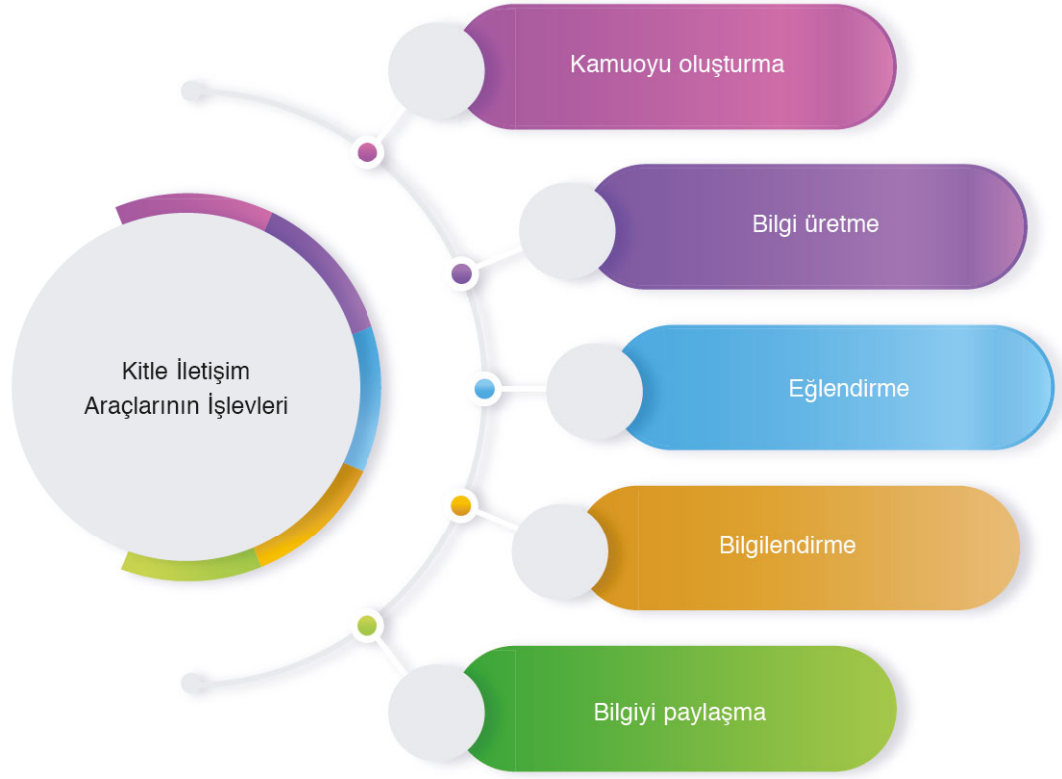 Kitle İletişim
Araçlarının İşlevleri
Kamuoyu oluşturma
Bilgi üretme
Eğlendirme
Bilgilendirme
Bilgiyi paylaşma